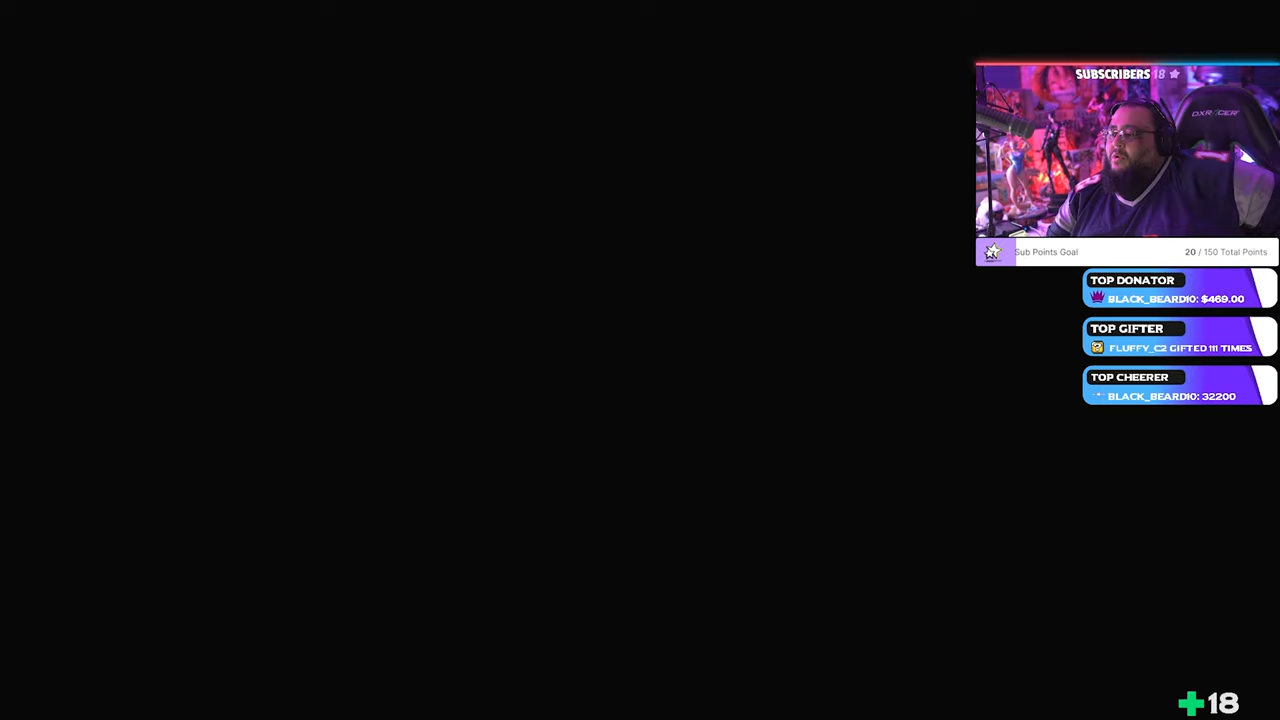 SUBSCRIBERS 18
DXRACER
Sub Points Goal 20 / 150 Total Points
TOP DONATOR
BLACK_BEARD10: $469.00
TOP GIFTER
FLUFFY_C2 GIFTED 111 TIMES
TOP CHEERER
BLACK_BEARD10: 32200
+18